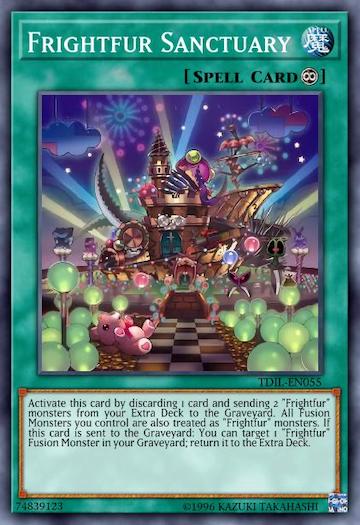 FRIGHTFUR SANCTUARY
[SPELL CARD]
TDIL-EN055
Activate this card by discarding 1 card and sending 2 "Frightfur"
monsters from your Extra Deck to the Graveyard. All Fusion
Monsters you control are also treated as "Frightfur" monsters. If
this card is sent to the Graveyard: You can target 1 "Frightfur"
Fusion Monster in your Graveyard; return it to the Extra Deck.
74839123
©1996 KAZUKI TAKAHASHI